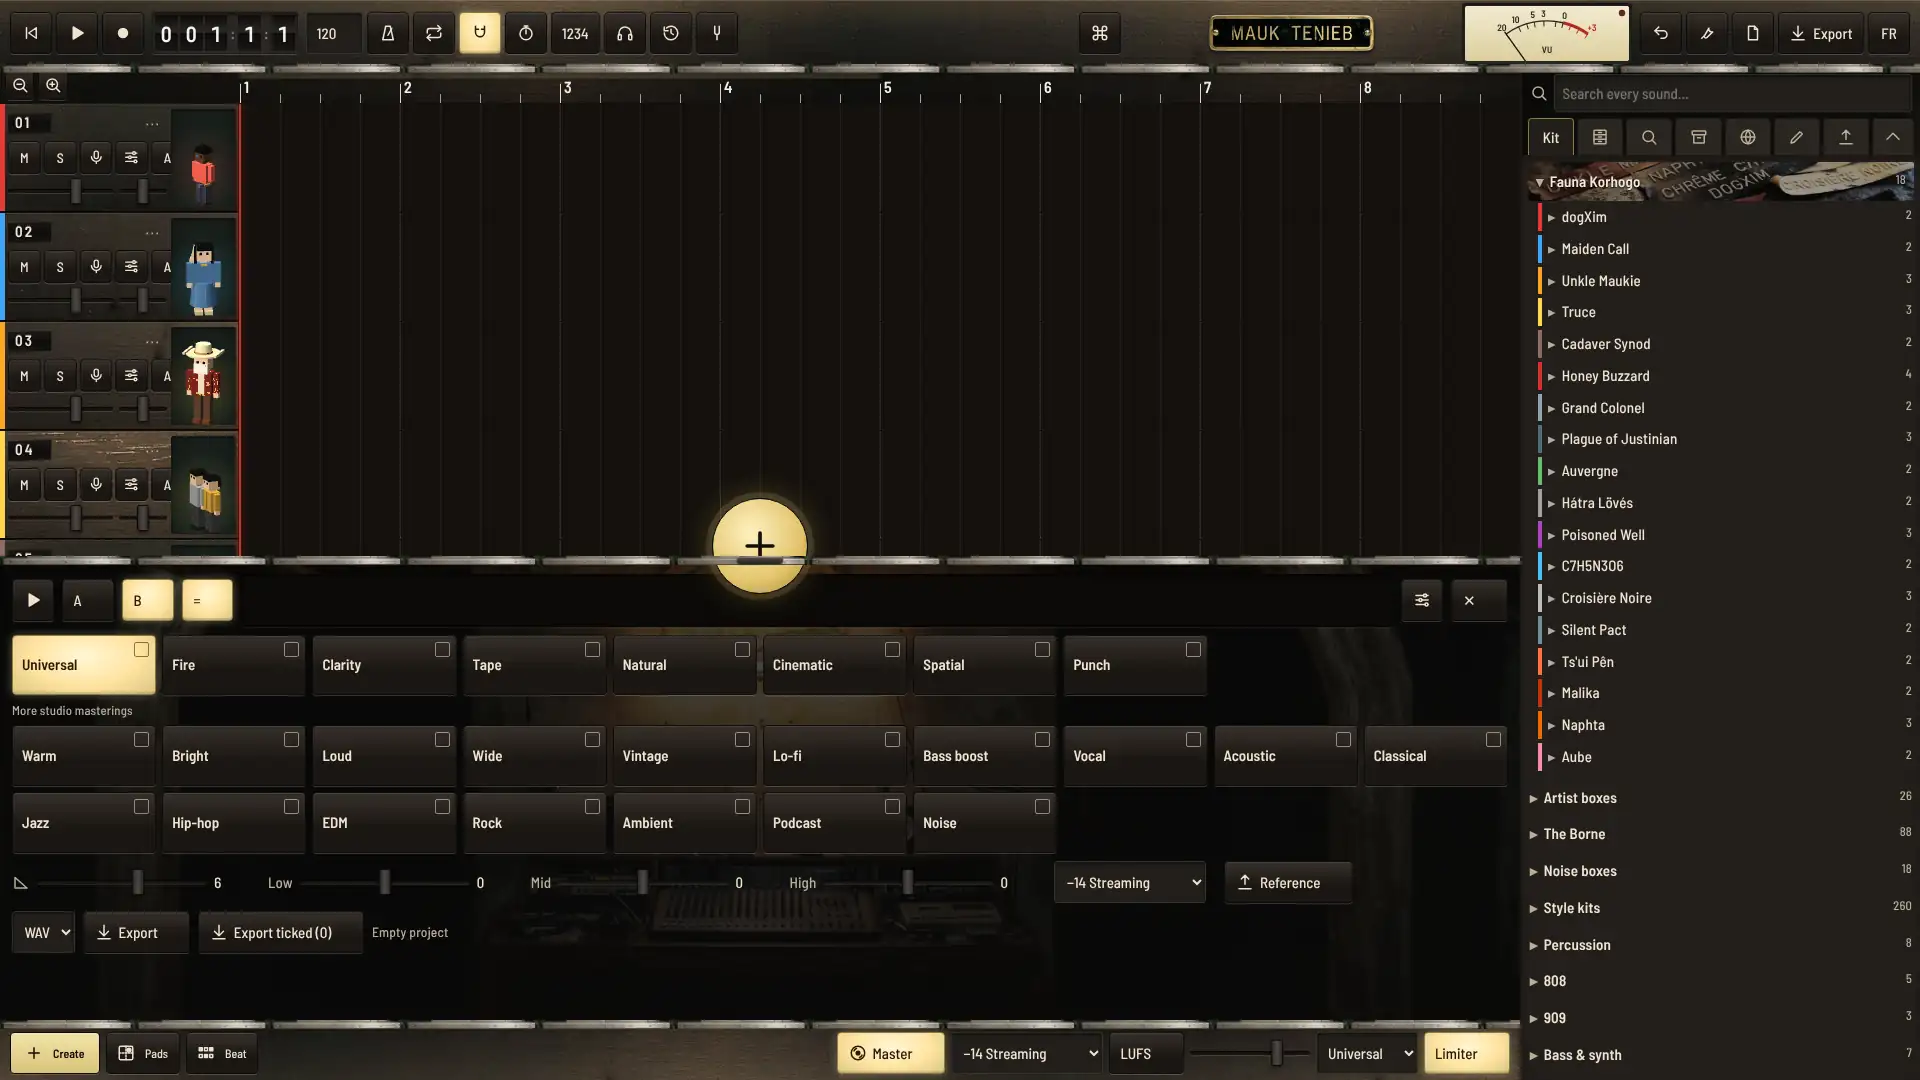 0 0 1 : 1 : 1
120
1234
MAUK TENIEB
20 10 5 3 0 +3
VU
Export
FR
1 2 3 4 5 6 7 8
Search every sound...
Kit
01
M S A
02
M S A
03
M S A
04
M S A
Fauna Korhogo 18
dogXim 2
Maiden Call 2
Unkle Maukie 3
Truce 3
Cadaver Synod 2
Honey Buzzard 4
Grand Colonel 2
Plague of Justinian 3
Auvergne 2
Hátra Lövés 2
Poisoned Well 3
C7H5N3O6 2
Croisière Noire 3
Silent Pact 2
Ts'ui Pên 2
Malika 2
Naphta 3
Aube 2
Artist boxes 26
The Borne 88
Noise boxes 18
Style kits 260
Percussion 8
808 5
909 3
Bass & synth 7
A B =
Universal Fire Clarity Tape Natural Cinematic Spatial Punch
More studio masterings
Warm Bright Loud Wide Vintage Lo-fi Bass boost Vocal Acoustic Classical
Jazz Hip-hop EDM Rock Ambient Podcast Noise
6 Low 0 Mid 0 High 0 −14 Streaming Reference
WAV Export Export ticked (0) Empty project
Create Pads Beat Master −14 Streaming LUFS Universal Limiter